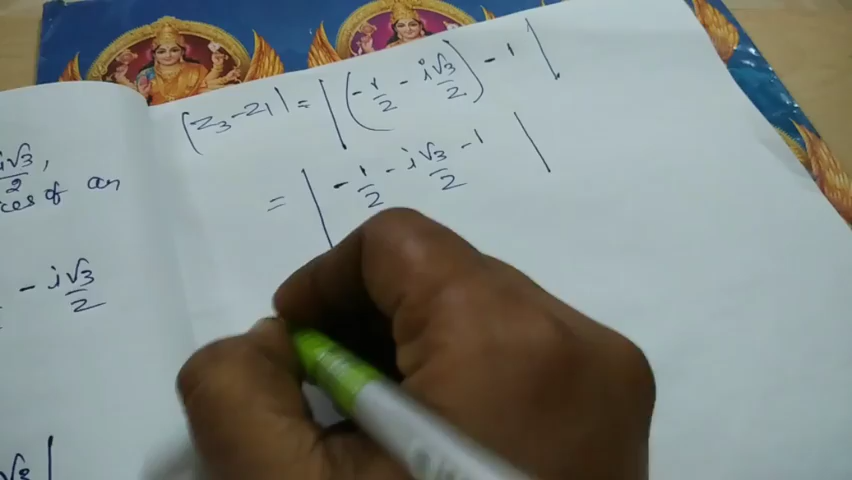 |z₃-z₁| = |(-1/2 - i√3/2) - 1|
= |-1/2 - i√3/2 - 1|
i√3/2,
ces of an
- i√3/2
√3|